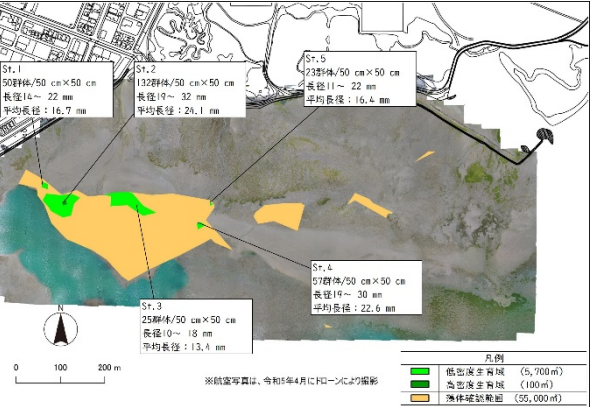 St.1
50群体/50 cm×50 cm
長径14～ 22 mm
平均長径：16.7 mm
St.2
132群体/50 cm×50 cm
長径19～ 32 mm
平均長径：24.1 mm
St.5
23群体/50 cm×50 cm
長径11～ 22 mm
平均長径：16.4 mm
St.4
57群体/50 cm×50 cm
長径19～ 30 mm
平均長径：22.6 mm
St.3
25群体/50 cm×50 cm
長径10～ 18 mm
平均長径：13.4 mm
N
0 100 200 m
※航空写真は、令和5年4月にドローンにより撮影
凡例
低密度生育域 (5,700㎡)
高密度生育域 (100㎡)
残体確認範囲 (55,000㎡)